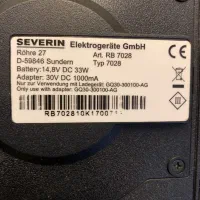 SEVERIN Elektrogeräte GmbH
Röhre 27 Art. RB 7028
D-59846 Sundern Typ 7028
Battery:14,8V DC 33W
Adapter: 30V DC 1000mA
Nur zur Verwendung mit Ladegerät: GQ30-300100-AG
Only use with adapter: GQ30-300100-AG
RB702810K170071